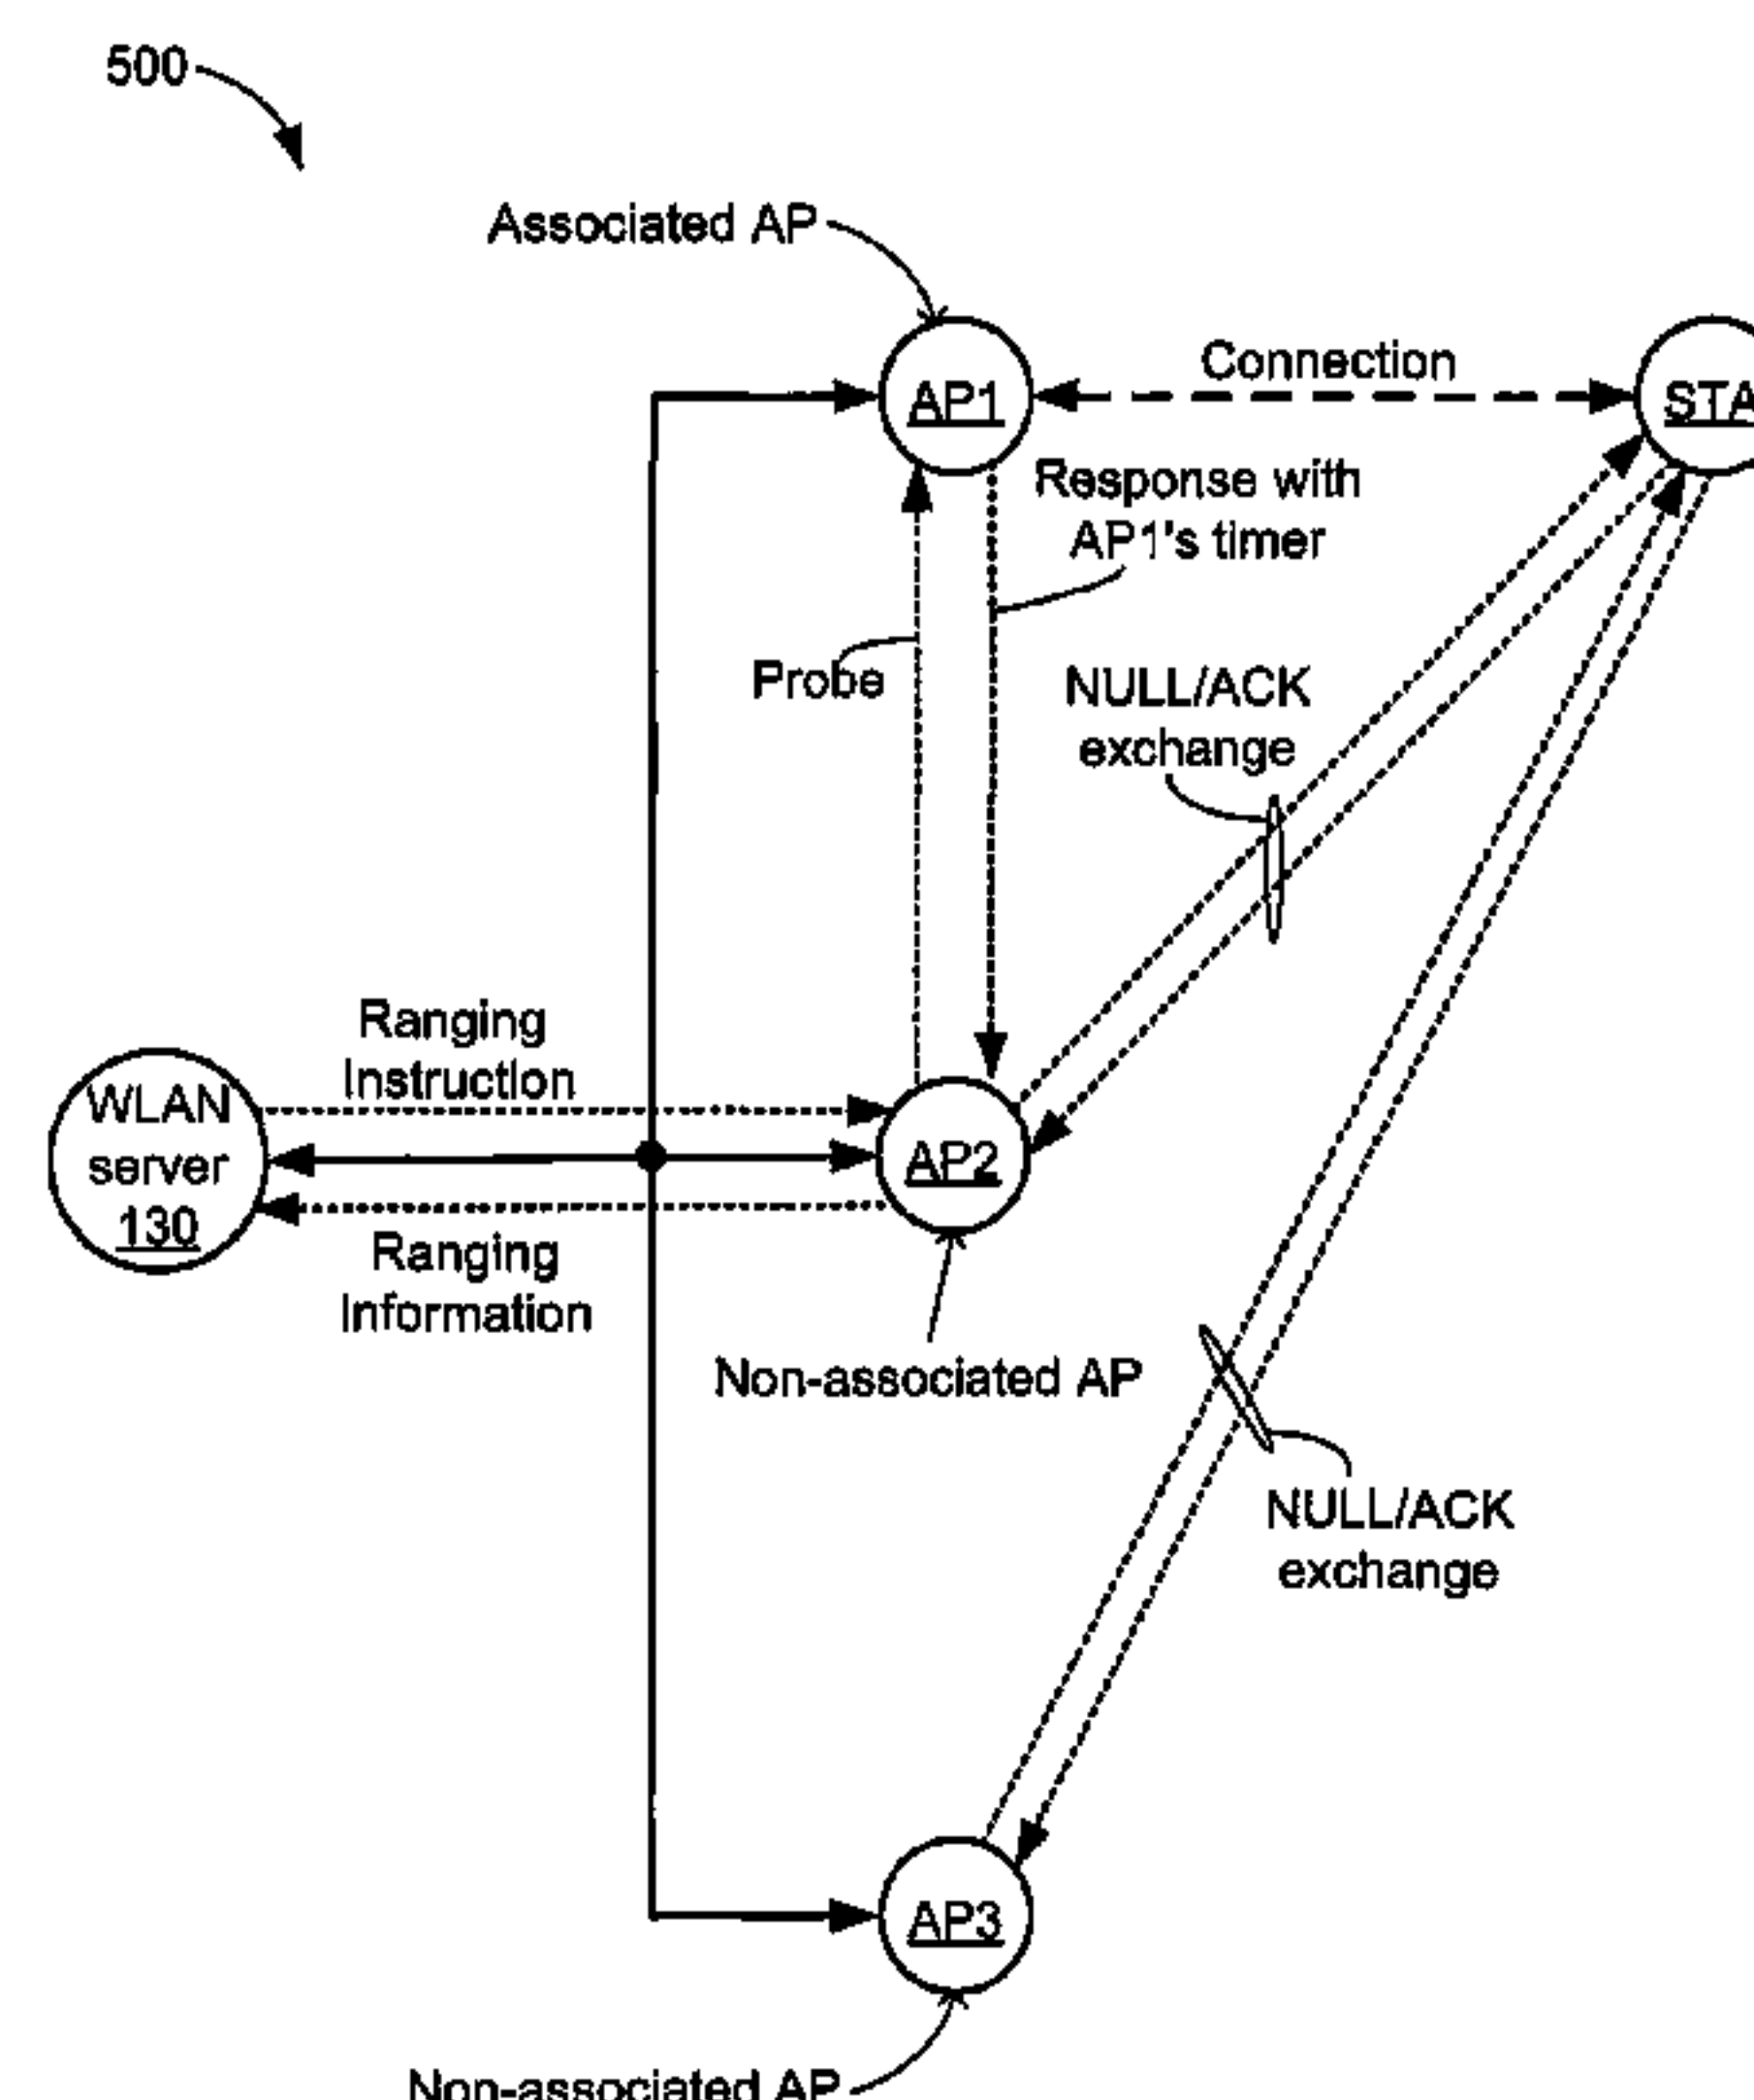 500
Associated AP
AP1
Connection
STA
Response with
AP1's timer
Probe
NULL/ACK
exchange
Ranging
Instruction
WLAN
server
130
AP2
Ranging
Information
Non-associated AP
NULL/ACK
exchange
AP3
Non-associated AP